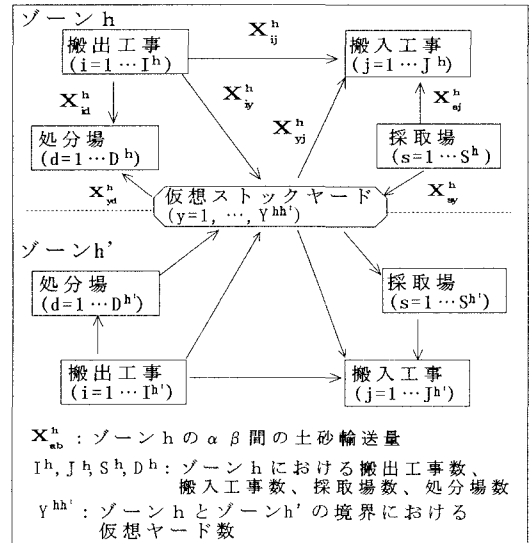 ゾーンh
搬出工事
(i=1…I^h)
X^h_ij
搬入工事
(j=1…J^h)
X^h_id
X^h_iy
X^h_yj
X^h_sj
処分場
(d=1…D^h)
採取場
(s=1…S^h)
X^h_yd
仮想ストックヤード
(y=1, …, Y^hh')
X^h_sy
ゾーンh'
処分場
(d=1…D^h')
採取場
(s=1…S^h')
搬出工事
(i=1…I^h')
搬入工事
(j=1…J^h')
X^h_ab：ゾーンhのαβ間の土砂輸送量
I^h, J^h, S^h, D^h：ゾーンhにおける搬出工事数、
搬入工事数、採取場数、処分場数
Y^hh'：ゾーンhとゾーンh'の境界における
仮想ヤード数